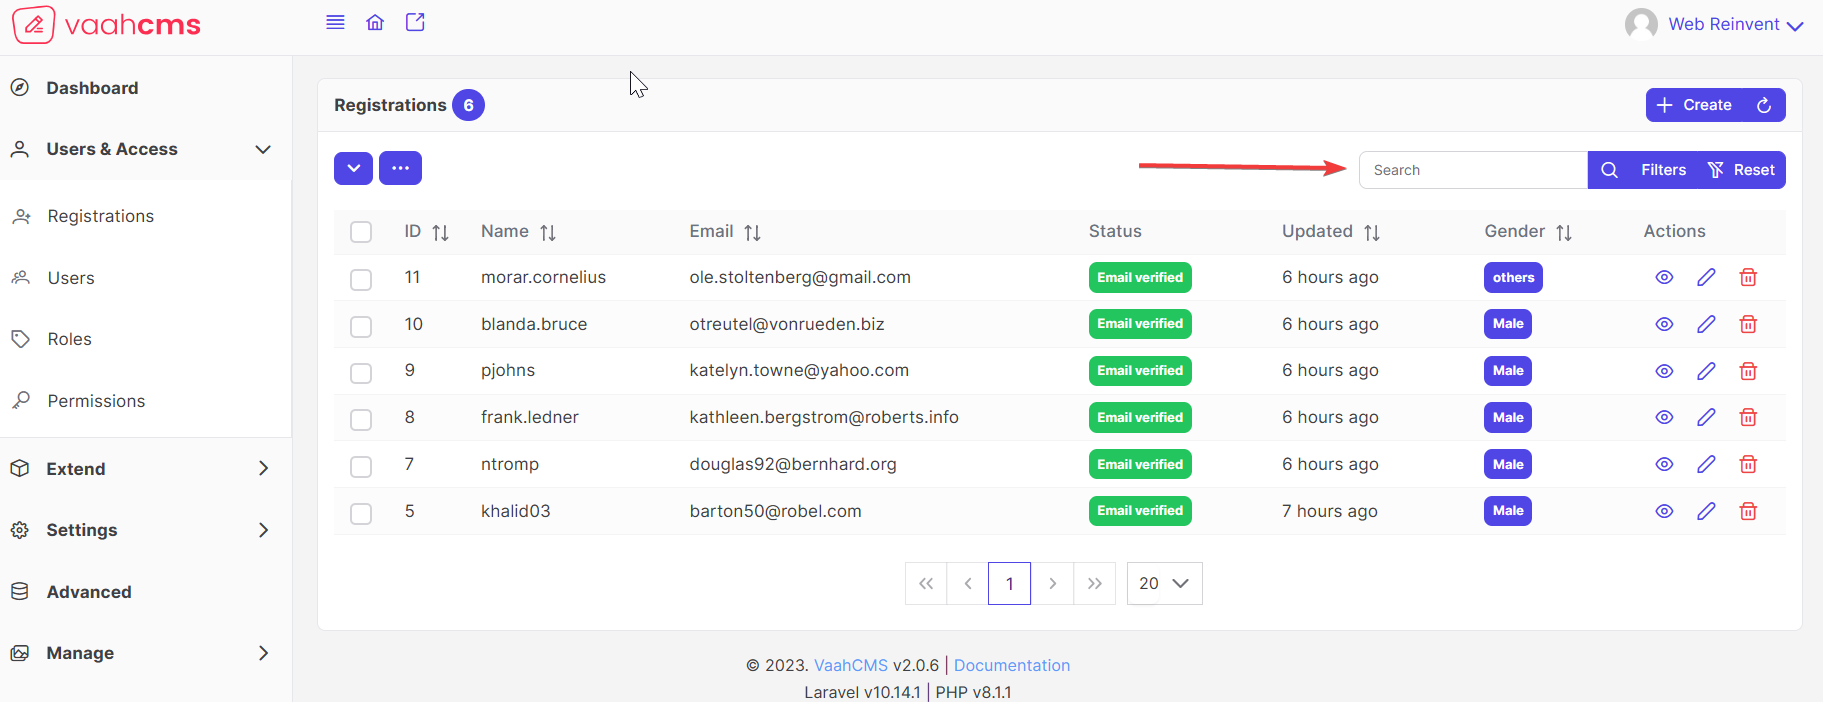 vaahcms
Web Reinvent
Dashboard
Users & Access
Registrations
Users
Roles
Permissions
Extend
Settings
Advanced
Manage
Registrations 6
Create
Search
Filters Reset
ID Name Email Status Updated Gender Actions
11 morar.cornelius ole.stoltenberg@gmail.com Email verified 6 hours ago others
10 blanda.bruce otreutel@vonrueden.biz Email verified 6 hours ago Male
9 pjohns katelyn.towne@yahoo.com Email verified 6 hours ago Male
8 frank.ledner kathleen.bergstrom@roberts.info Email verified 6 hours ago Male
7 ntromp douglas92@bernhard.org Email verified 6 hours ago Male
5 khalid03 barton50@robel.com Email verified 7 hours ago Male
1 20
© 2023. VaahCMS v2.0.6 | Documentation
Laravel v10.14.1 | PHP v8.1.1